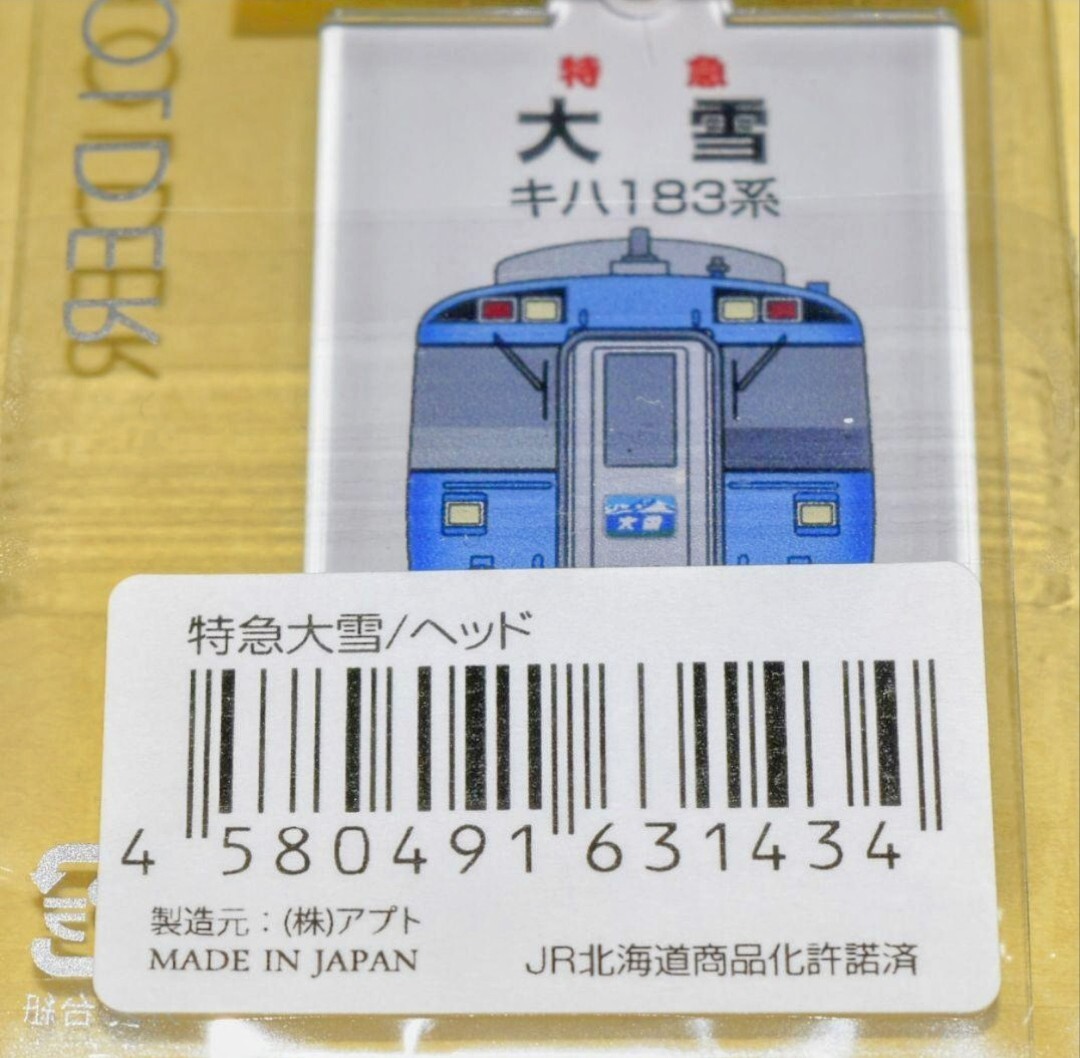 特急
大雪
キハ183系
大雪
特急大雪/ヘッド
4 580491 631434
製造元：(株)アプト
MADE IN JAPAN
JR北海道商品化許諾済